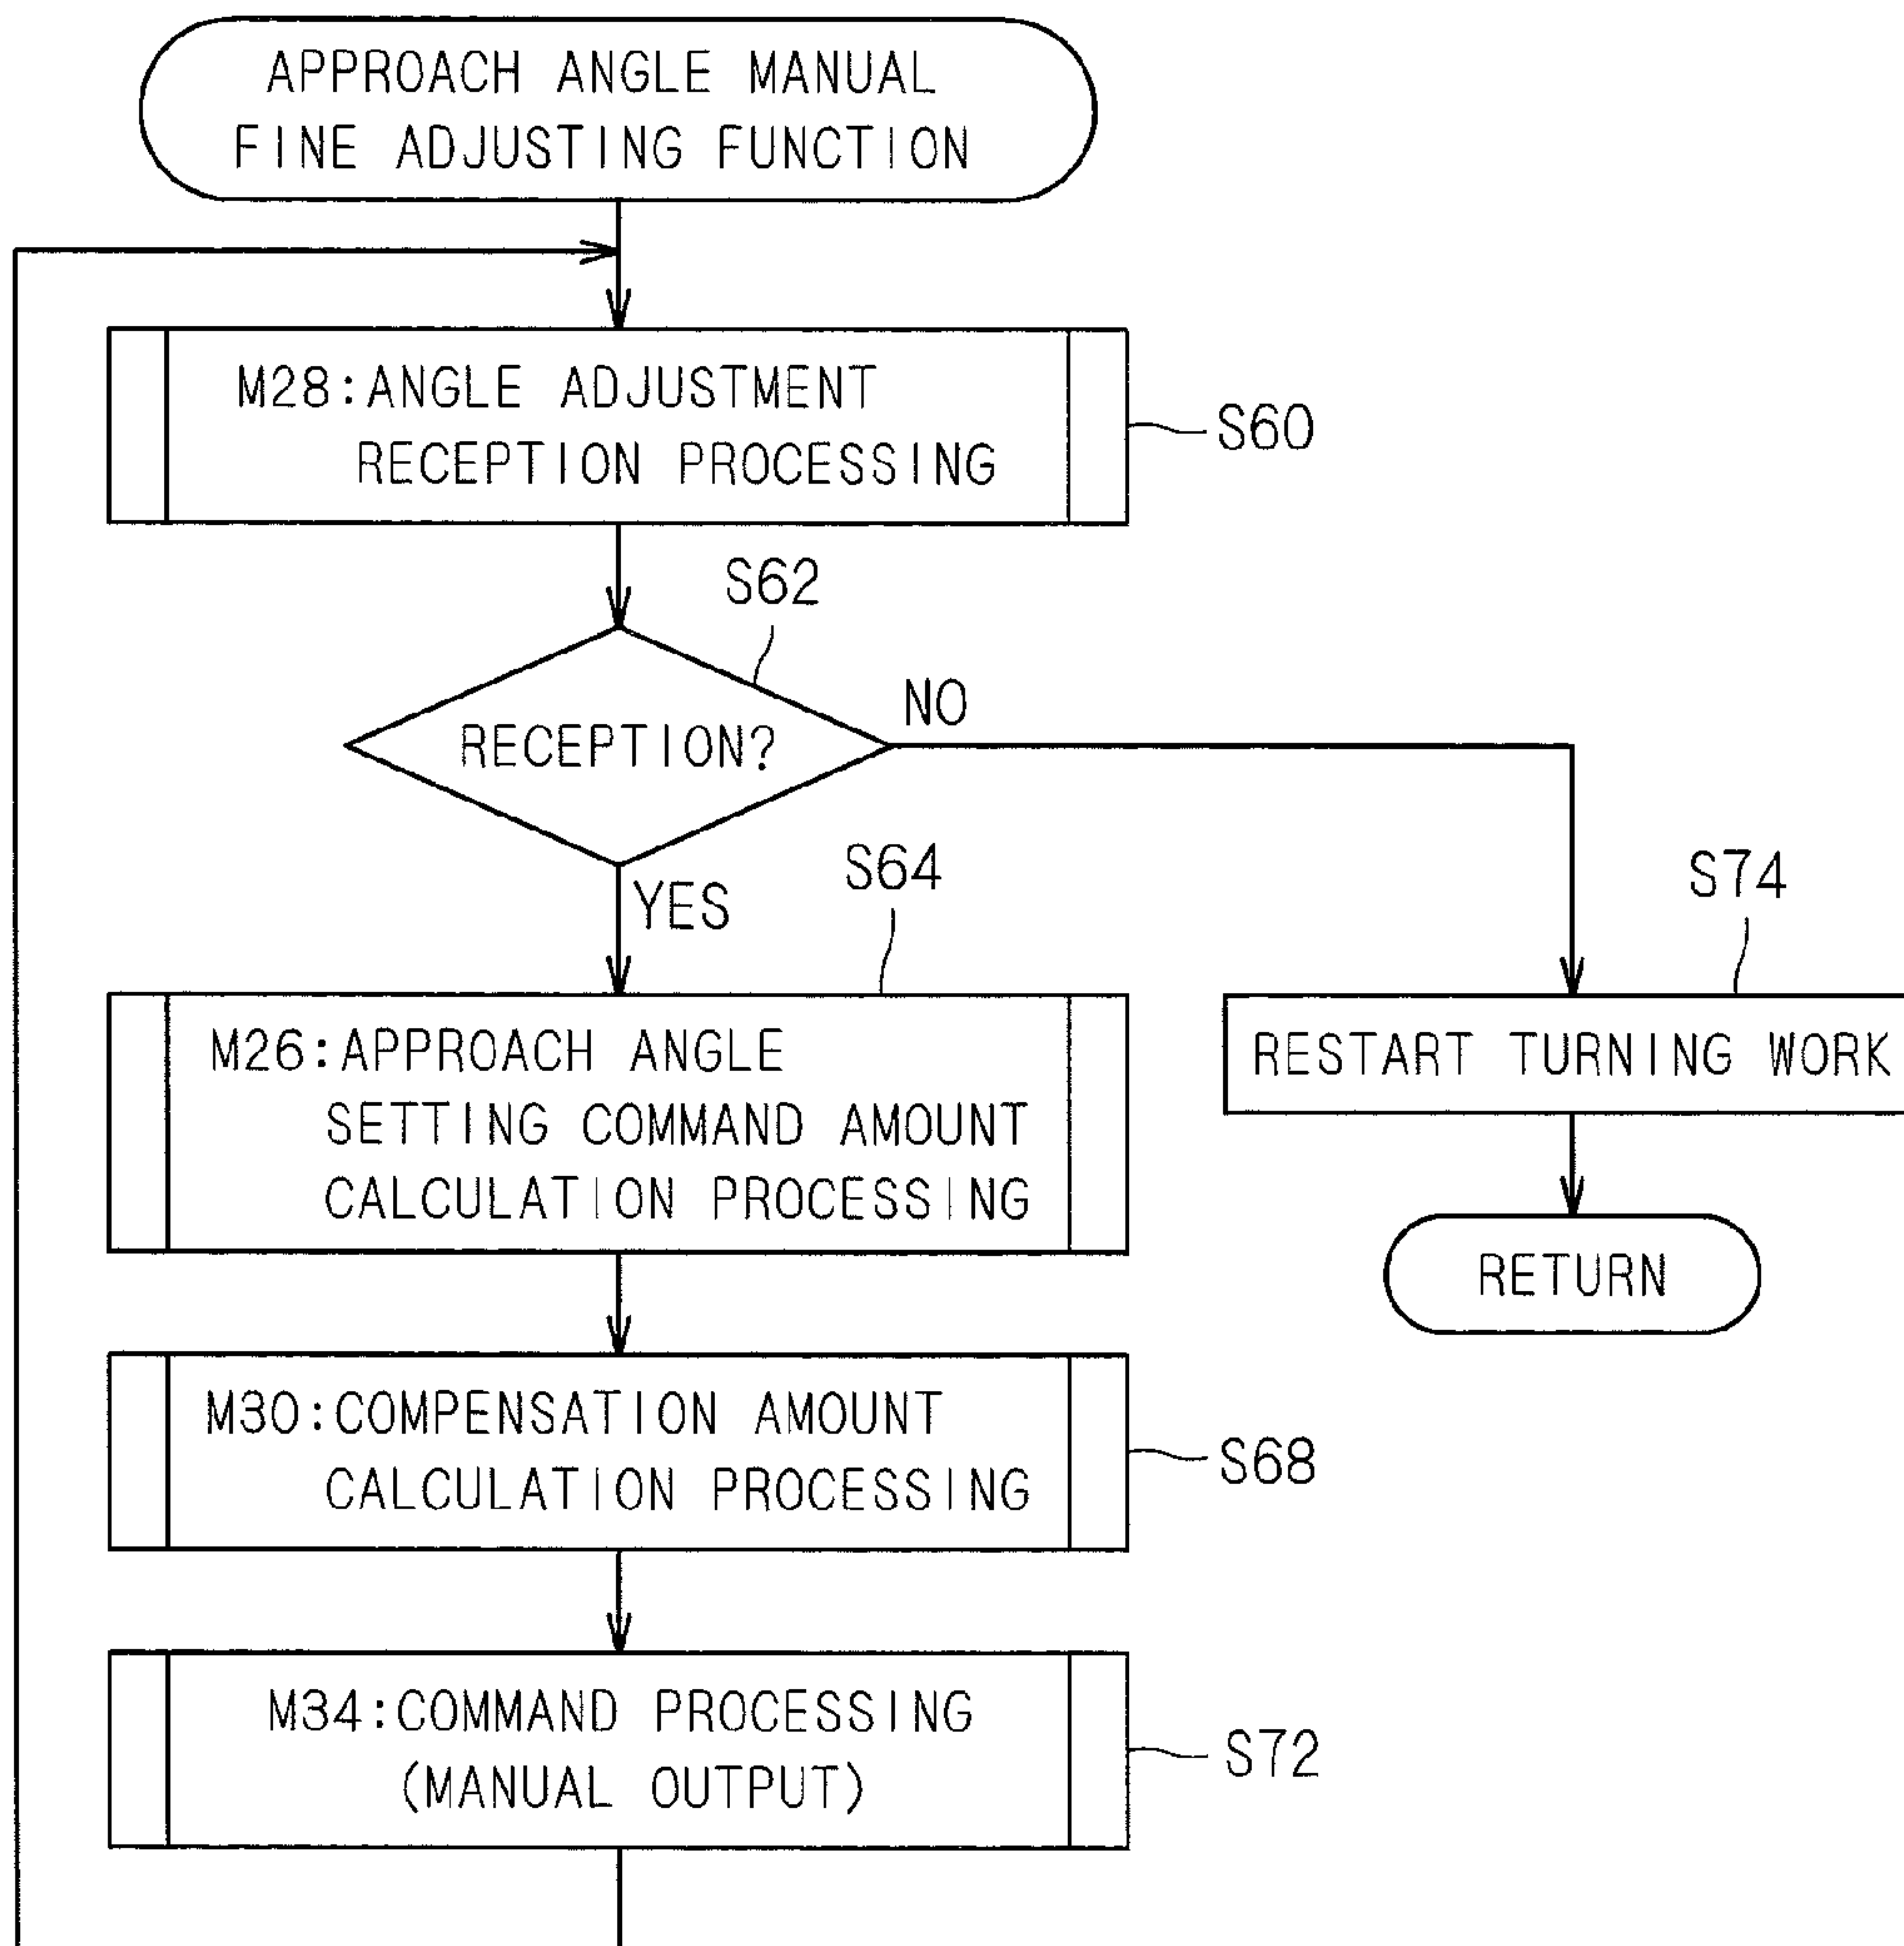 APPROACH ANGLE MANUAL
FINE ADJUSTING FUNCTION
M28:ANGLE ADJUSTMENT
RECEPTION PROCESSING
S60
S62
RECEPTION?
NO
YES
S64
S74
M26:APPROACH ANGLE
SETTING COMMAND AMOUNT
CALCULATION PROCESSING
RESTART TURNING WORK
RETURN
M30:COMPENSATION AMOUNT
CALCULATION PROCESSING
S68
M34:COMMAND PROCESSING
(MANUAL OUTPUT)
S72